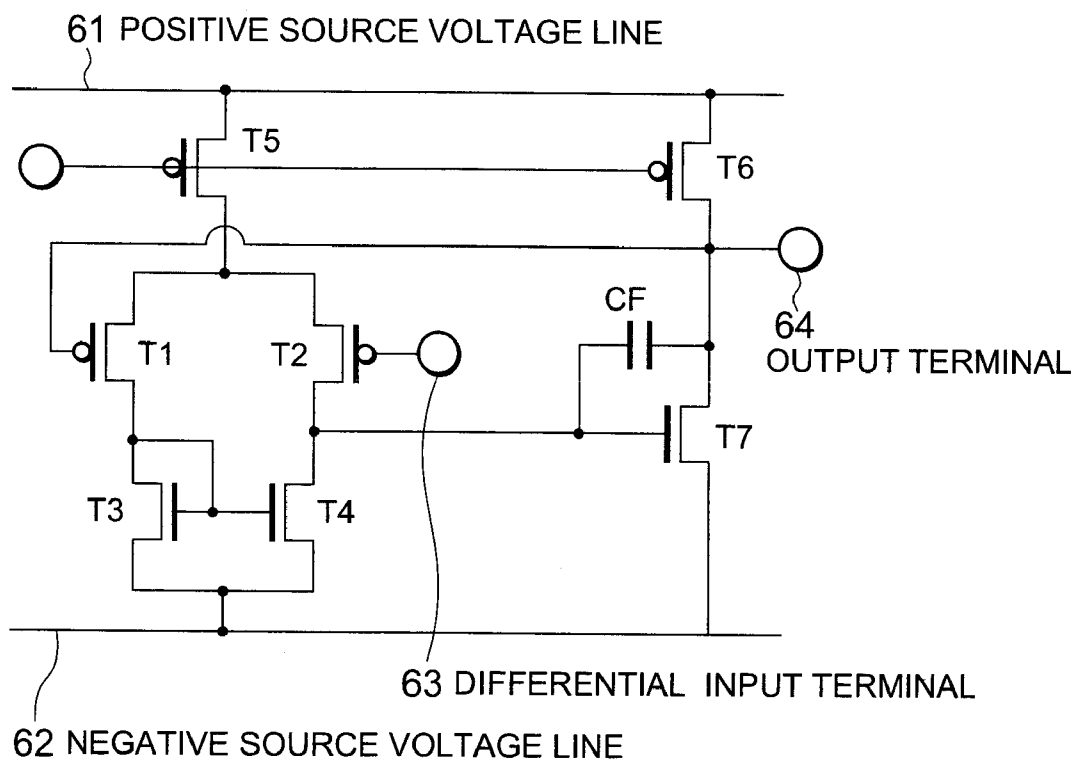 61 POSITIVE SOURCE VOLTAGE LINE
T5
T6
CF
64
OUTPUT TERMINAL
T1
T2
T7
T3
T4
63 DIFFERENTIAL INPUT TERMINAL
62 NEGATIVE SOURCE VOLTAGE LINE